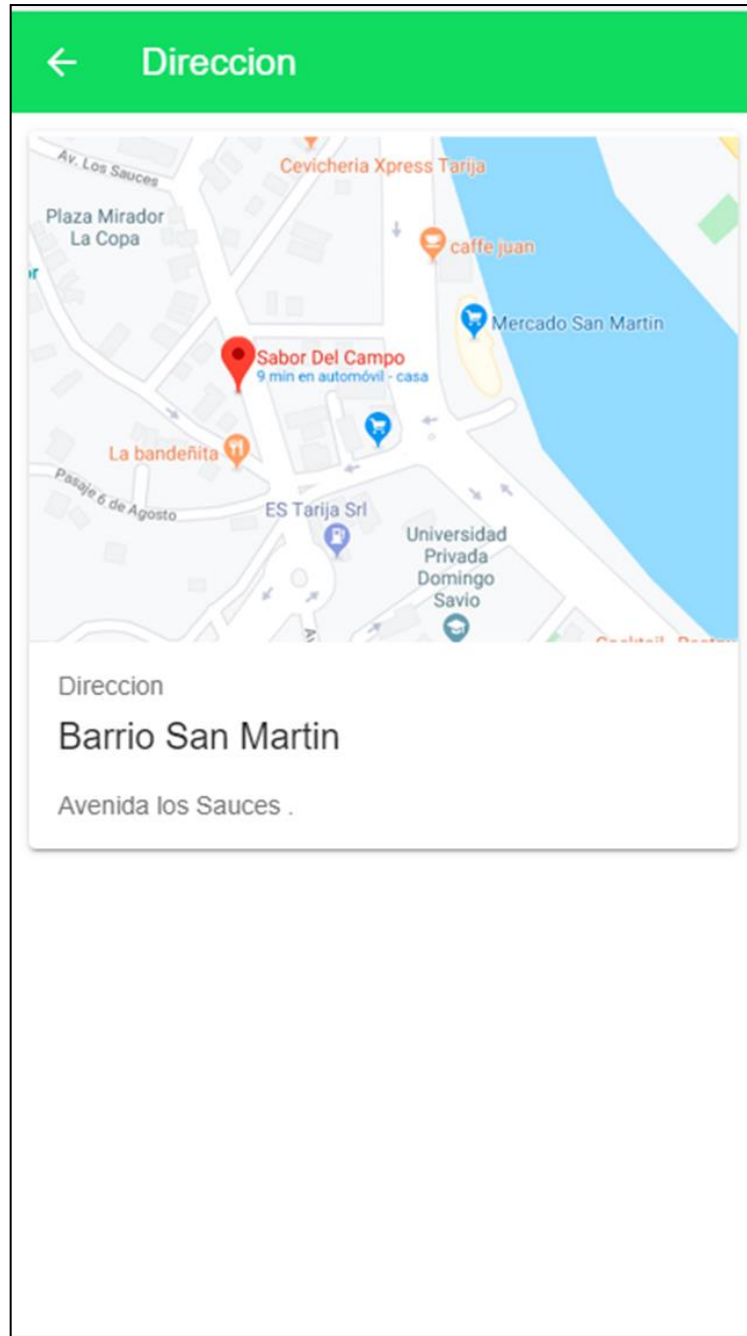 Direccion
Av. Los Sauces
Cevicheria Xpress Tarija
Plaza Mirador
La Copa
caffe juan
or
Mercado San Martin
Sabor Del Campo
9 min en automóvil - casa
La bandeñita
Pasaje 6 de Agosto
ES Tarija Srl
Universidad
Privada
Domingo
Savio
Direccion
Barrio San Martin
Avenida los Sauces .